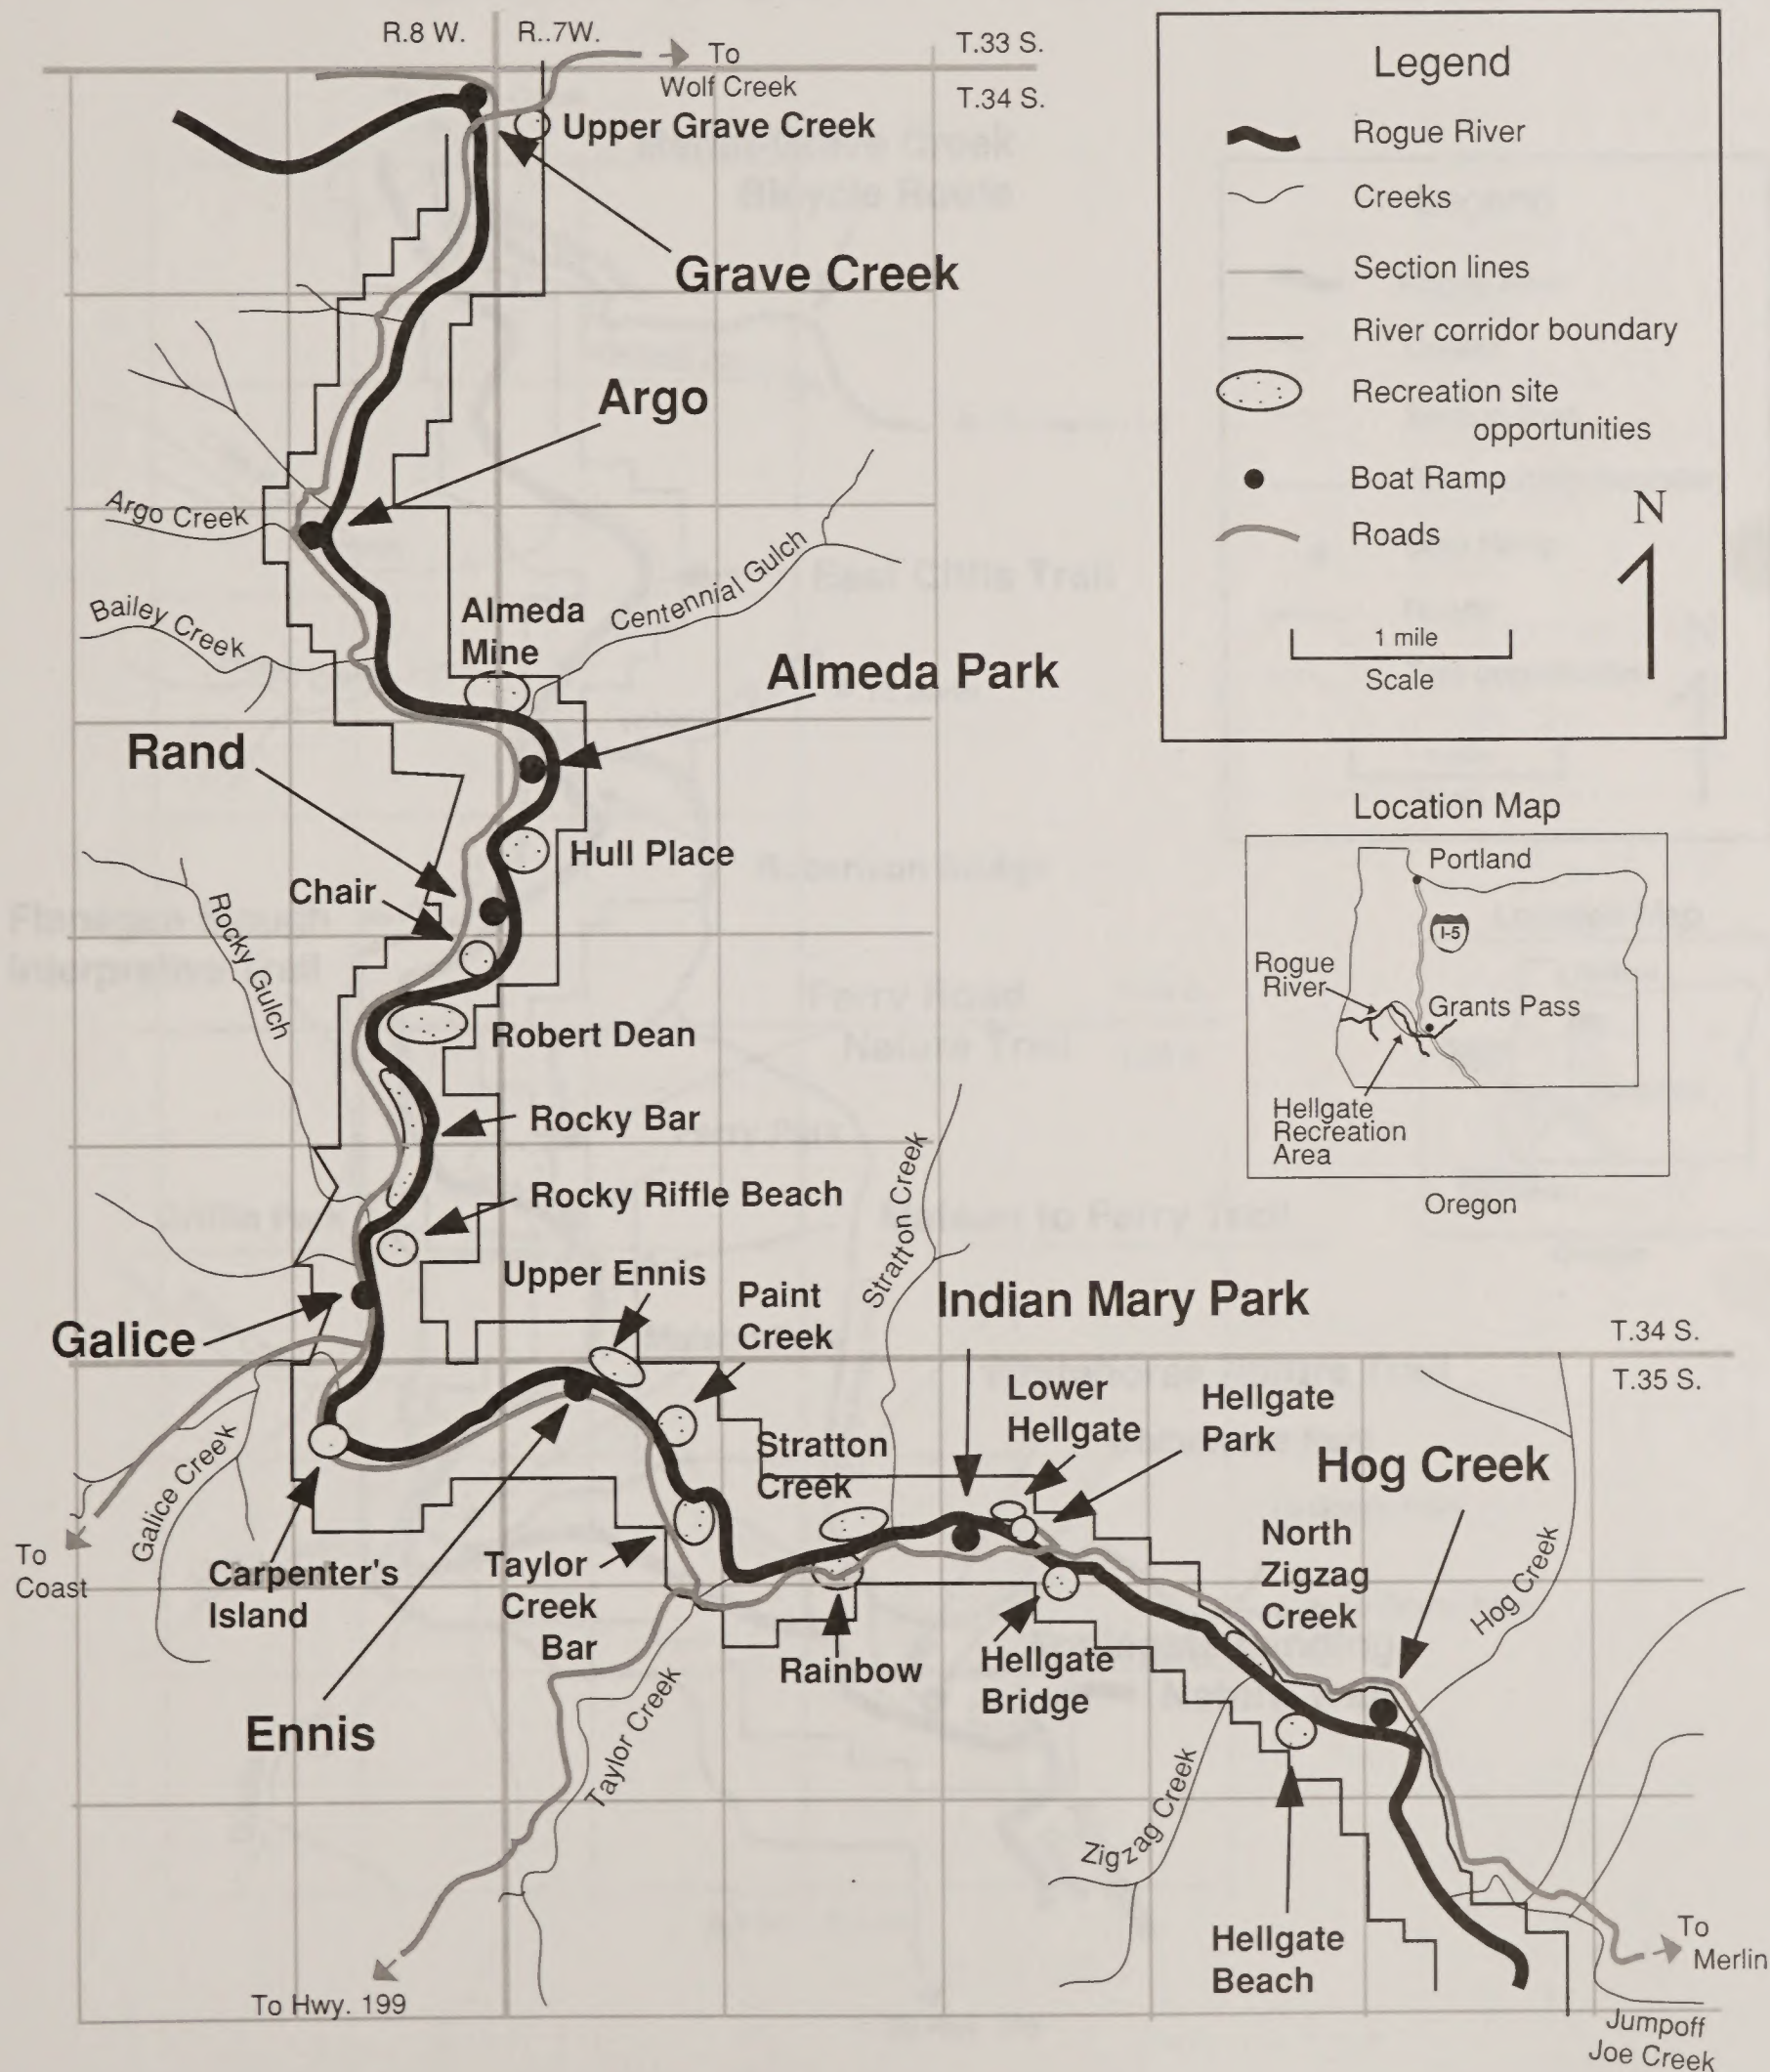 R.8 W.
R..7W.
To
Wolf Creek
T.33 S.
T.34 S.
Upper Grave Creek
Grave Creek
Argo
Argo Creek
Bailey Creek
Almeda
Mine
Centennial Gulch
Almeda Park
Rand
Hull Place
Chair
Rocky Gulch
Robert Dean
Rocky Bar
Rocky Riffle Beach
Stratton Creek
Upper Ennis
Paint
Creek
Indian Mary Park
Galice
T.34 S.
T.35 S.
Lower
Hellgate
Hellgate
Park
Stratton
Creek
Hog Creek
Galice Creek
To
Coast
Carpenter's
Island
Taylor
Creek
Bar
North
Zigzag
Creek
Hog Creek
Rainbow
Hellgate
Bridge
Ennis
Taylor Creek
Zigzag Creek
Hellgate
Beach
To
Merlin
To Hwy. 199
Jumpoff
Joe Creek
Legend
Rogue River
Creeks
Section lines
River corridor boundary
Recreation site
opportunities
Boat Ramp
Roads
N
1 mile
Scale
Location Map
Portland
I-5
Rogue
River
Grants Pass
Hellgate
Recreation
Area
Oregon